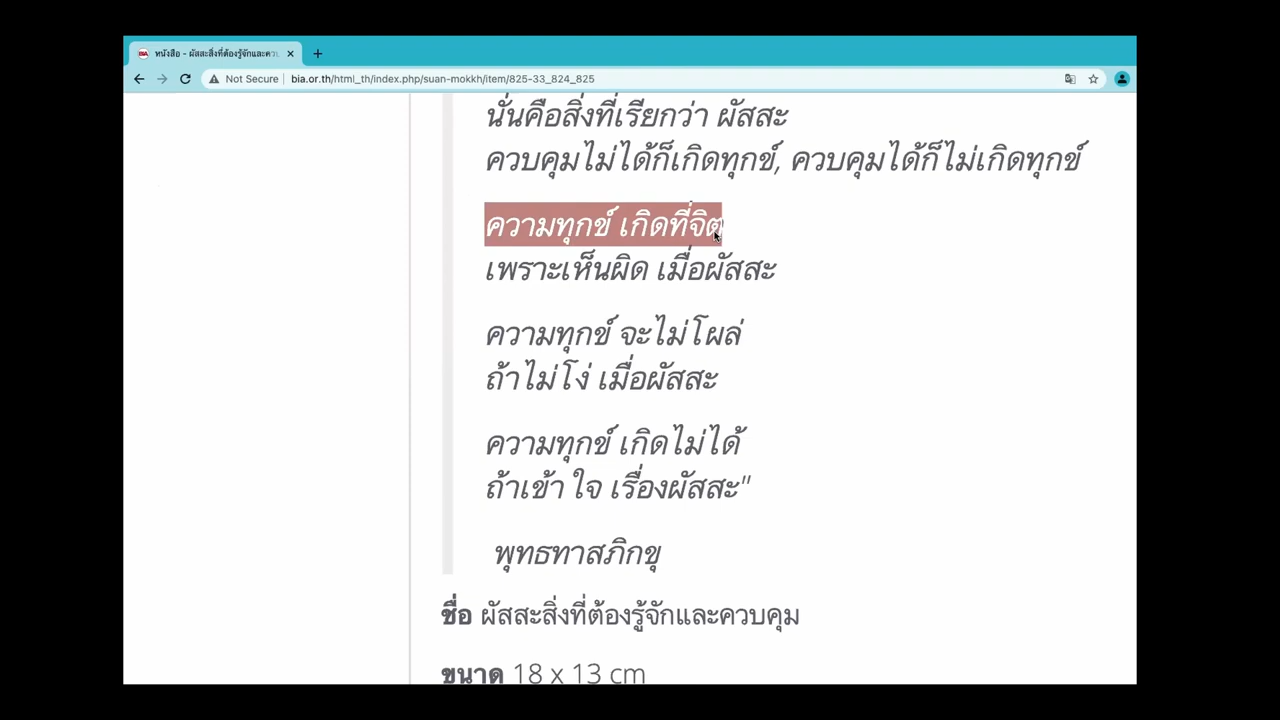 หนังสือ - ผัสสะสิ่งที่ต้องรู้จักและควบ
Not Secure
bia.or.th/html_th/index.php/suan-mokkh/item/825-33_824_825
นั่นคือสิ่งที่เรียกว่า ผัสสะ
ควบคุมไม่ได้ก็เกิดทุกข์, ควบคุมได้ก็ไม่เกิดทุกข์
ความทุกข์ เกิดที่จิต
เพราะเห็นผิด เมื่อผัสสะ
ความทุกข์ จะไม่โผล่
ถ้าไม่โง่ เมื่อผัสสะ
ความทุกข์ เกิดไม่ได้
ถ้าเข้า ใจ เรื่องผัสสะ"
พุทธทาสภิกขุ
ชื่อ ผัสสะสิ่งที่ต้องรู้จักและควบคุม
ขนาด 18 x 13 cm